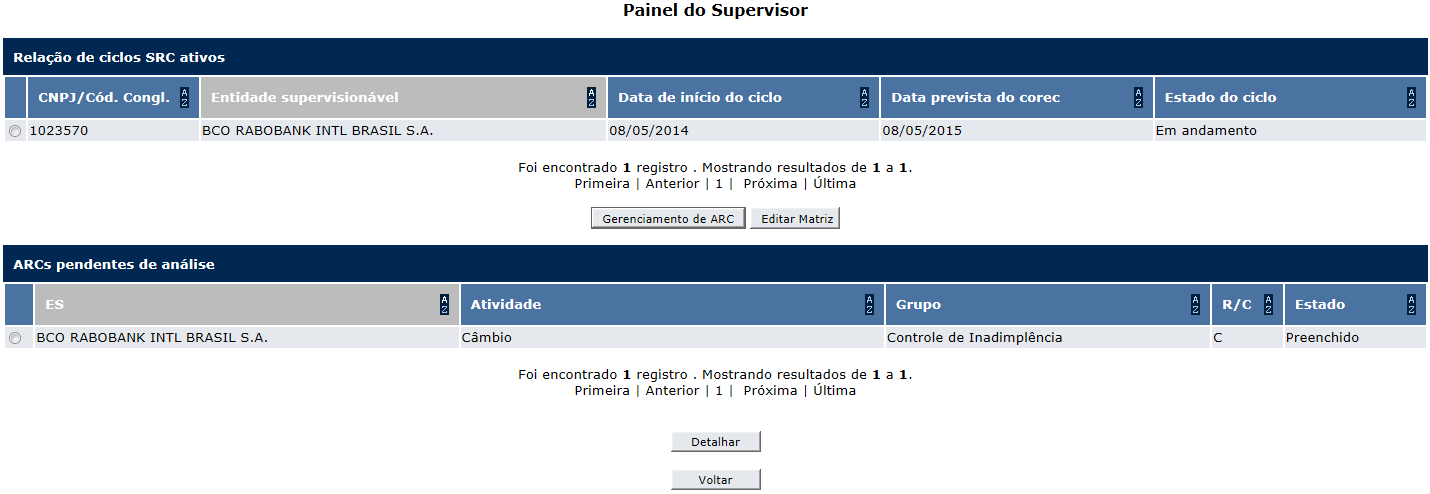 Painel do Supervisor
Relação de ciclos SRC ativos
CNPJ/Cód. Congl. AZ Entidade supervisionável AZ Data de início do ciclo AZ Data prevista do corec AZ Estado do ciclo AZ
1023570 BCO RABOBANK INTL BRASIL S.A. 08/05/2014 08/05/2015 Em andamento
Foi encontrado 1 registro . Mostrando resultados de 1 a 1.
Primeira | Anterior | 1 | Próxima | Última
Gerenciamento de ARC Editar Matriz
ARCs pendentes de análise
ES AZ Atividade AZ Grupo AZ R/C AZ Estado AZ
BCO RABOBANK INTL BRASIL S.A. Câmbio Controle de Inadimplência C Preenchido
Foi encontrado 1 registro . Mostrando resultados de 1 a 1.
Primeira | Anterior | 1 | Próxima | Última
Detalhar
Voltar